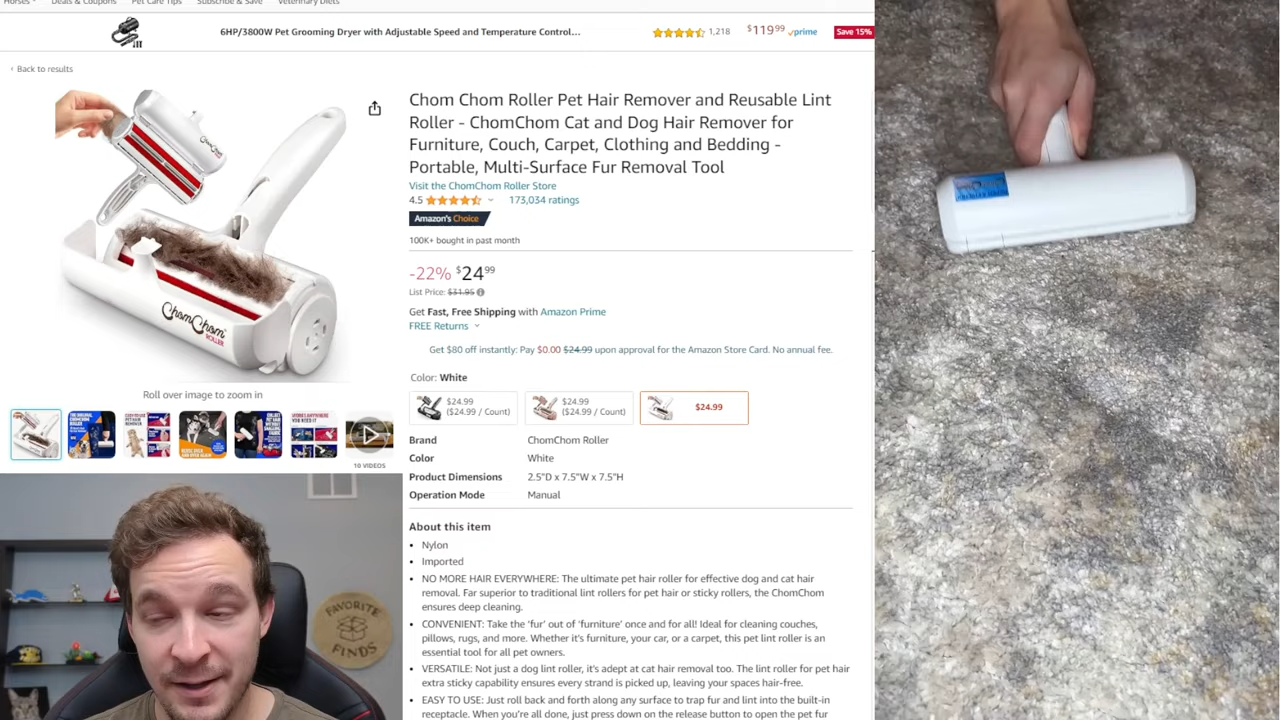 Horses
Deals & Coupons
Pet Care Tips
Subscribe & Save
Veterinary Diets
6HP/3800W Pet Grooming Dryer with Adjustable Speed and Temperature Control...
1,218
$119.99
prime
Save 15%
‹ Back to results
Chom Chom Roller Pet Hair Remover and Reusable Lint
Roller - ChomChom Cat and Dog Hair Remover for
Furniture, Couch, Carpet, Clothing and Bedding -
Portable, Multi-Surface Fur Removal Tool
Visit the ChomChom Roller Store
4.5
173,034 ratings
Amazon's Choice
100K+ bought in past month
-22% $24.99
List Price: $31.95
Get Fast, Free Shipping with Amazon Prime
FREE Returns
Get $80 off instantly: Pay $0.00 $24.99 upon approval for the Amazon Store Card. No annual fee.
Color: White
$24.99
($24.99 / Count)
$24.99
($24.99 / Count)
$24.99
Brand ChomChom Roller
Color White
Product Dimensions 2.5"D x 7.5"W x 7.5"H
Operation Mode Manual
About this item
• Nylon
• Imported
• NO MORE HAIR EVERYWHERE: The ultimate pet hair roller for effective dog and cat hair
removal. Far superior to traditional lint rollers for pet hair or sticky rollers, the ChomChom
ensures deep cleaning.
• CONVENIENT: Take the 'fur' out of 'furniture' once and for all! Ideal for cleaning couches,
pillows, rugs, and more. Whether it's furniture, your car, or a carpet, this pet lint roller is an
essential tool for all pet owners.
• VERSATILE: Not just a dog lint roller, it's adept at cat hair removal too. The lint roller for pet hair
extra sticky capability ensures every strand is picked up, leaving your spaces hair-free.
• EASY TO USE: Just roll back and forth along any surface to trap fur and lint into the built-in
receptacle. When you're all done, just press down on the release button to open the pet fur
ChomChom
ROLLER
Roll over image to zoom in
10 VIDEOS
FAVORITE
FINDS